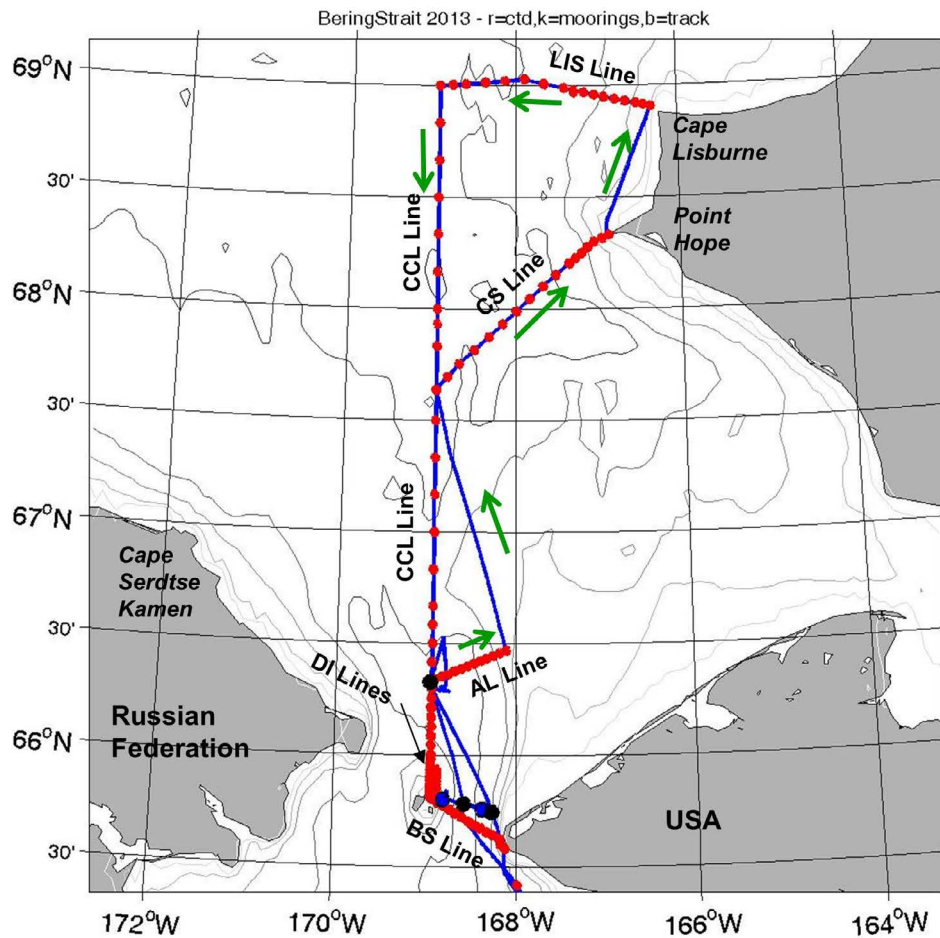 BeringStrait 2013 - r=ctd,k=moorings,b=track
69°N
LIS Line
Cape
Lisburne
30'
Point
Hope
CCL Line
CS Line
68°N
30'
CCL Line
67°N
Cape
Serdtse
Kamen
30'
DI Lines
AL Line
Russian
Federation
66°N
USA
BS Line
30'
172°W
170°W
168°W
166°W
164°W